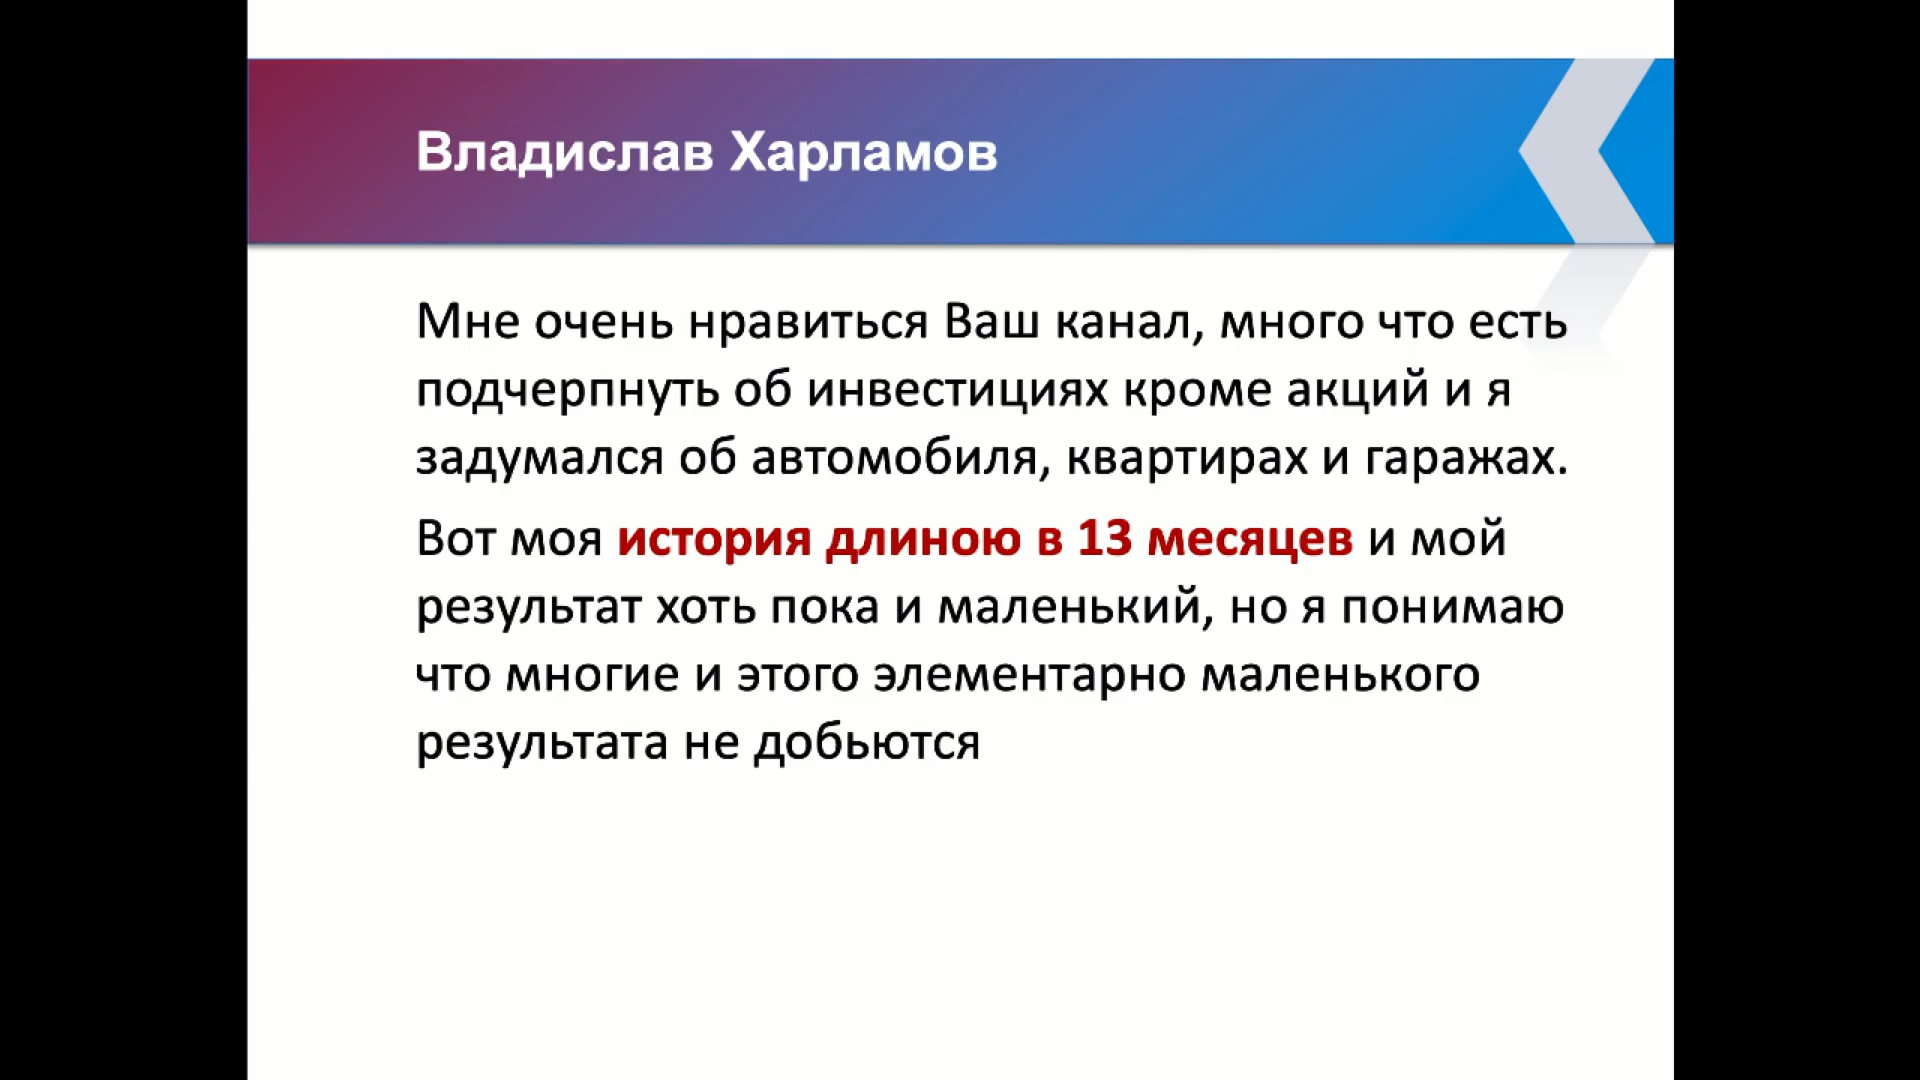 Владислав Харламов
Мне очень нравиться Ваш канал, много что есть
подчерпнуть об инвестициях кроме акций и я
задумался об автомобиля, квартирах и гаражах.
Вот моя история длиною в 13 месяцев и мой
результат хоть пока и маленький, но я понимаю
что многие и этого элементарно маленького
результата не добьются